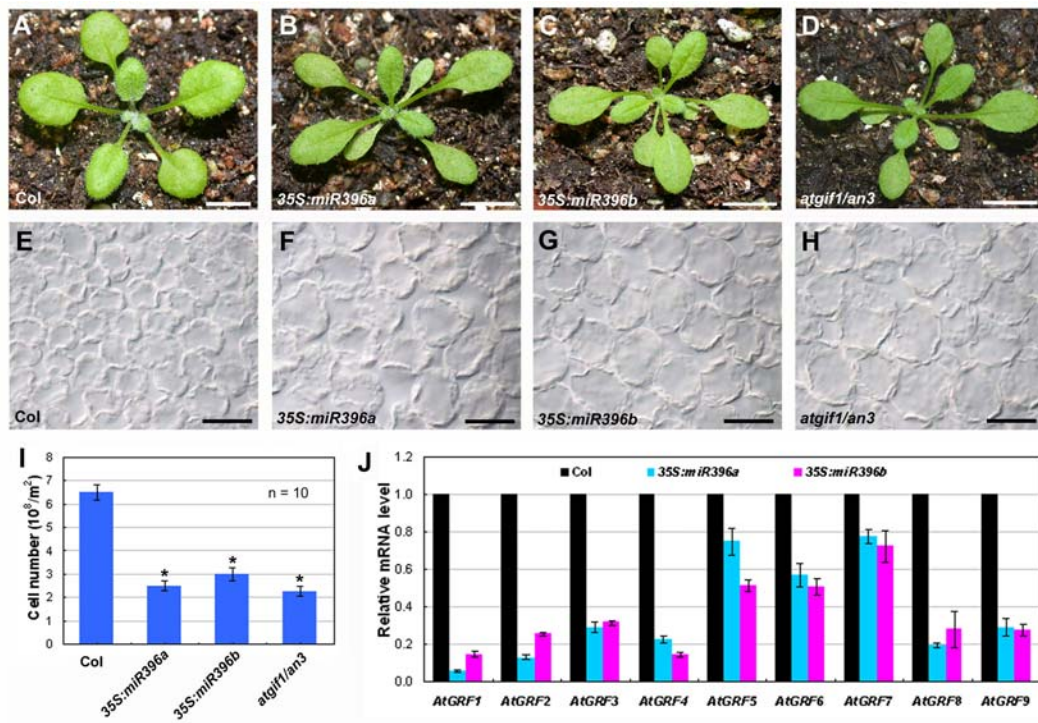 A
B
C
D
Col
35S:miR396a
35S:miR396b
atgif1/an3
E
F
G
H
Col
35S:miR396a
35S:miR396b
atgif1/an3
I
Cell number (10⁸/m²)
8
7
6
5
4
3
2
1
0
n = 10
*
*
*
Col
35S:miR396a
35S:miR396b
atgif1/an3
J
Relative mRNA level
1.2
1.0
0.8
0.6
0.4
0.2
0.0
Col 35S:miR396a 35S:miR396b
AtGRF1 AtGRF2 AtGRF3 AtGRF4 AtGRF5 AtGRF6 AtGRF7 AtGRF8 AtGRF9